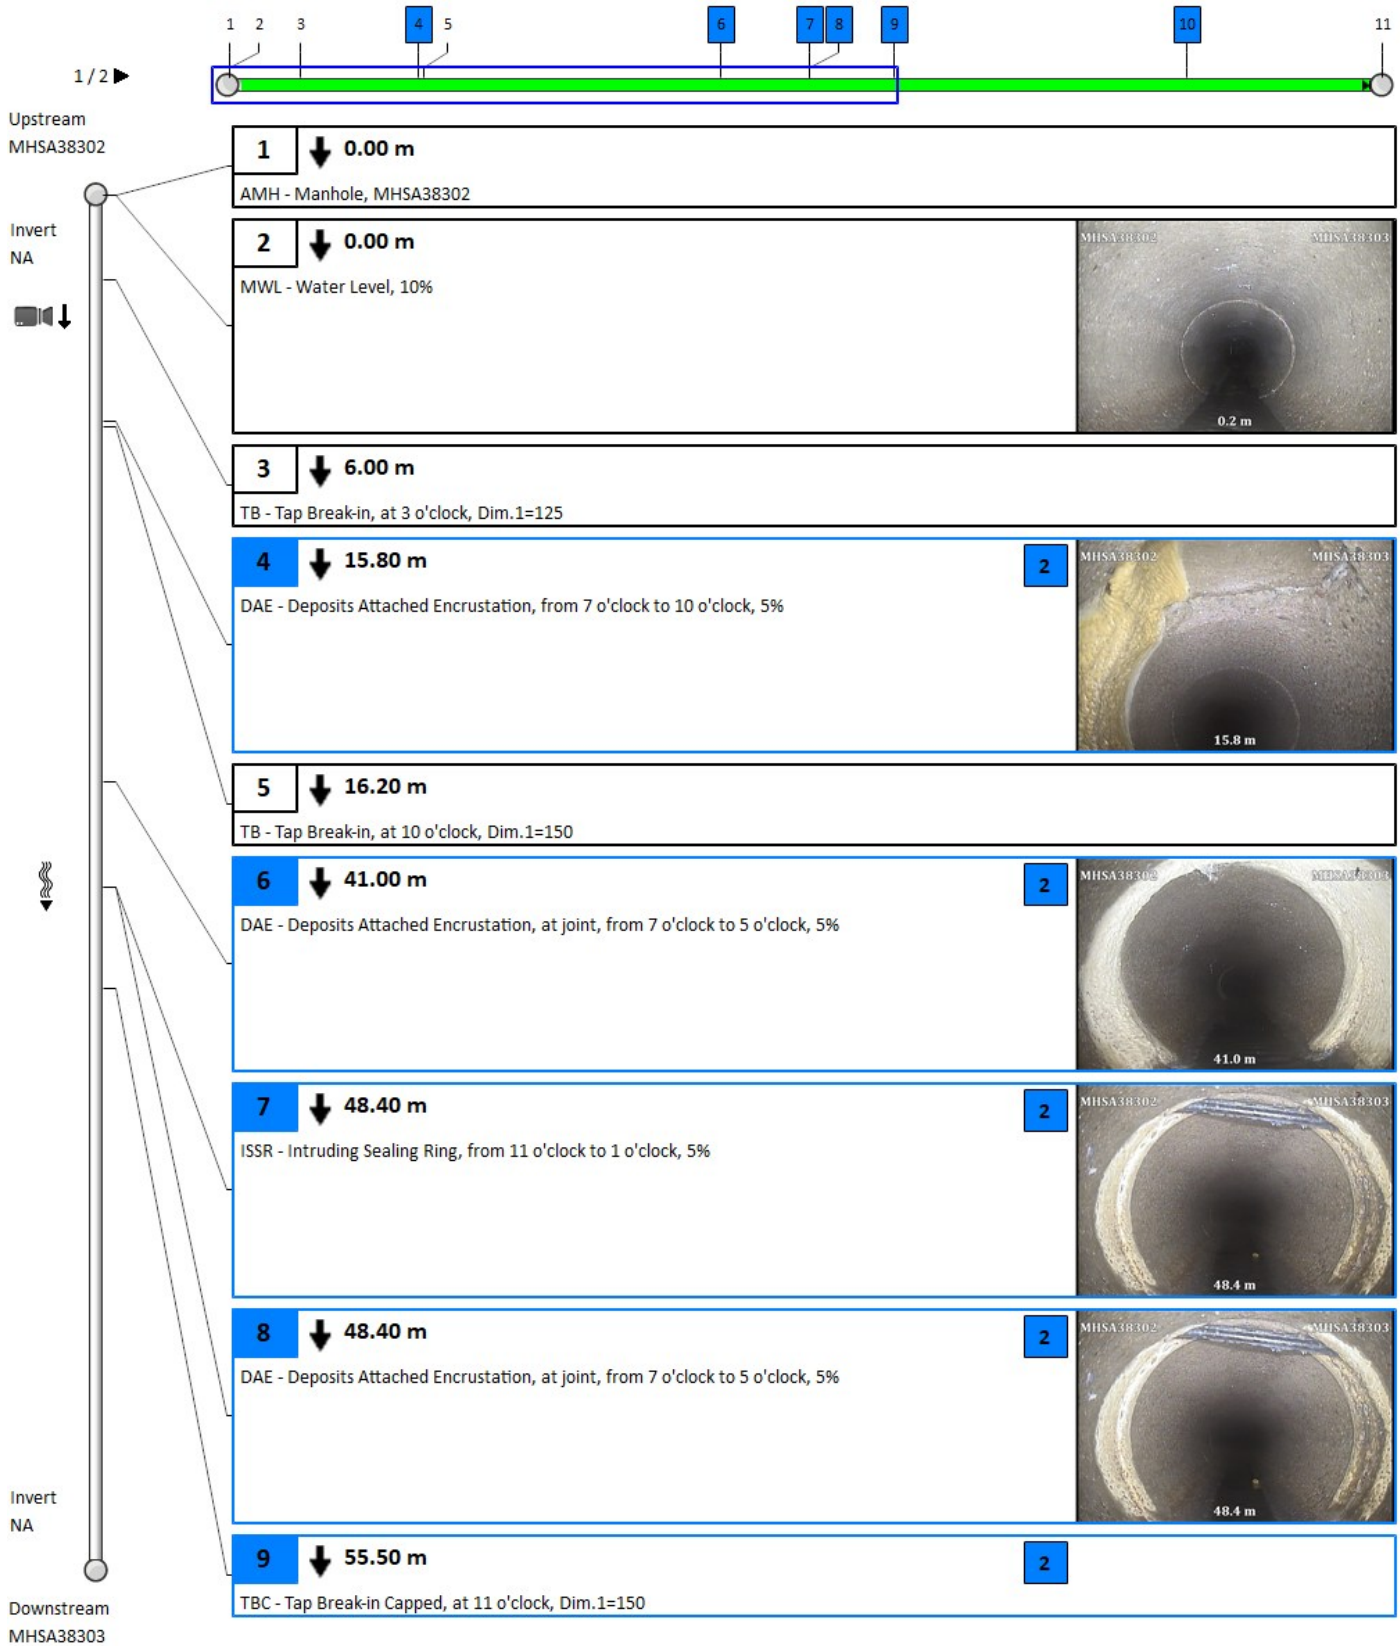 1 2 3 4 5 6 7 8 9 10 11
1 / 2
Upstream
MHSA38302
Invert
NA
1 0.00 m
AMH - Manhole, MHSA38302
2 0.00 m
MWL - Water Level, 10%
MHSA38302 MHSA38303
0.2 m
3 6.00 m
TB - Tap Break-in, at 3 o'clock, Dim.1=125
4 15.80 m 2
DAE - Deposits Attached Encrustation, from 7 o'clock to 10 o'clock, 5%
MHSA38302 MHSA38303
15.8 m
5 16.20 m
TB - Tap Break-in, at 10 o'clock, Dim.1=150
6 41.00 m 2
DAE - Deposits Attached Encrustation, at joint, from 7 o'clock to 5 o'clock, 5%
MHSA38302 MHSA38303
41.0 m
7 48.40 m 2
ISSR - Intruding Sealing Ring, from 11 o'clock to 1 o'clock, 5%
MHSA38302 MHSA38303
48.4 m
8 48.40 m 2
DAE - Deposits Attached Encrustation, at joint, from 7 o'clock to 5 o'clock, 5%
MHSA38302 MHSA38303
48.4 m
9 55.50 m 2
TBC - Tap Break-in Capped, at 11 o'clock, Dim.1=150
Invert
NA
Downstream
MHSA38303